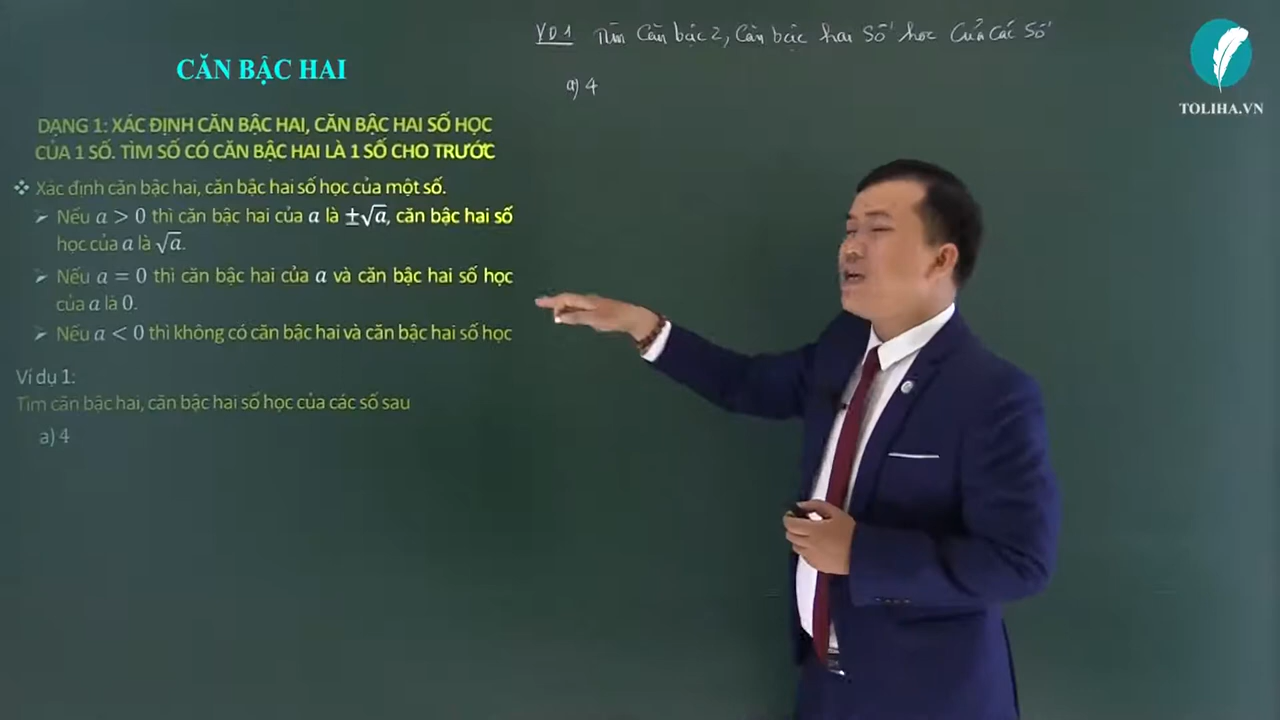 CĂN BẬC HAI
DẠNG 1: XÁC ĐỊNH CĂN BẬC HAI, CĂN BẬC HAI SỐ HỌC
CỦA 1 SỐ. TÌM SỐ CÓ CĂN BẬC HAI LÀ 1 SỐ CHO TRƯỚC
❖ Xác định căn bậc hai, căn bậc hai số học của một số.
➢ Nếu a > 0 thì căn bậc hai của a là ±√a, căn bậc hai số
học của a là √a.
➢ Nếu a = 0 thì căn bậc hai của a và căn bậc hai số học
của a là 0.
➢ Nếu a < 0 thì không có căn bậc hai và căn bậc hai số học
Ví dụ 1:
Tìm căn bậc hai, căn bậc hai số học của các số sau
a) 4
VD1 Tìm Căn bậc 2, Căn bậc hai Số học Của Các Số
a) 4
TOLIHA.VN